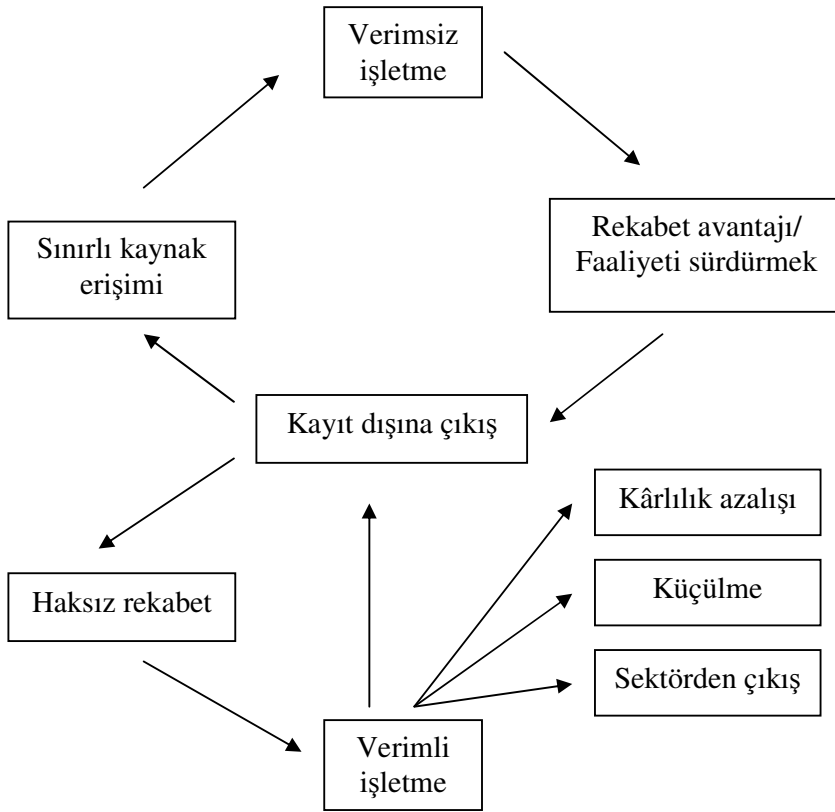 Verimsiz
işletme
Rekabet avantajı/
Faaliyeti sürdürmek
Sınırlı kaynak
erişimi
Kayıt dışına çıkış
Kârlılık azalışı
Haksız rekabet
Küçülme
Sektörden çıkış
Verimli
işletme